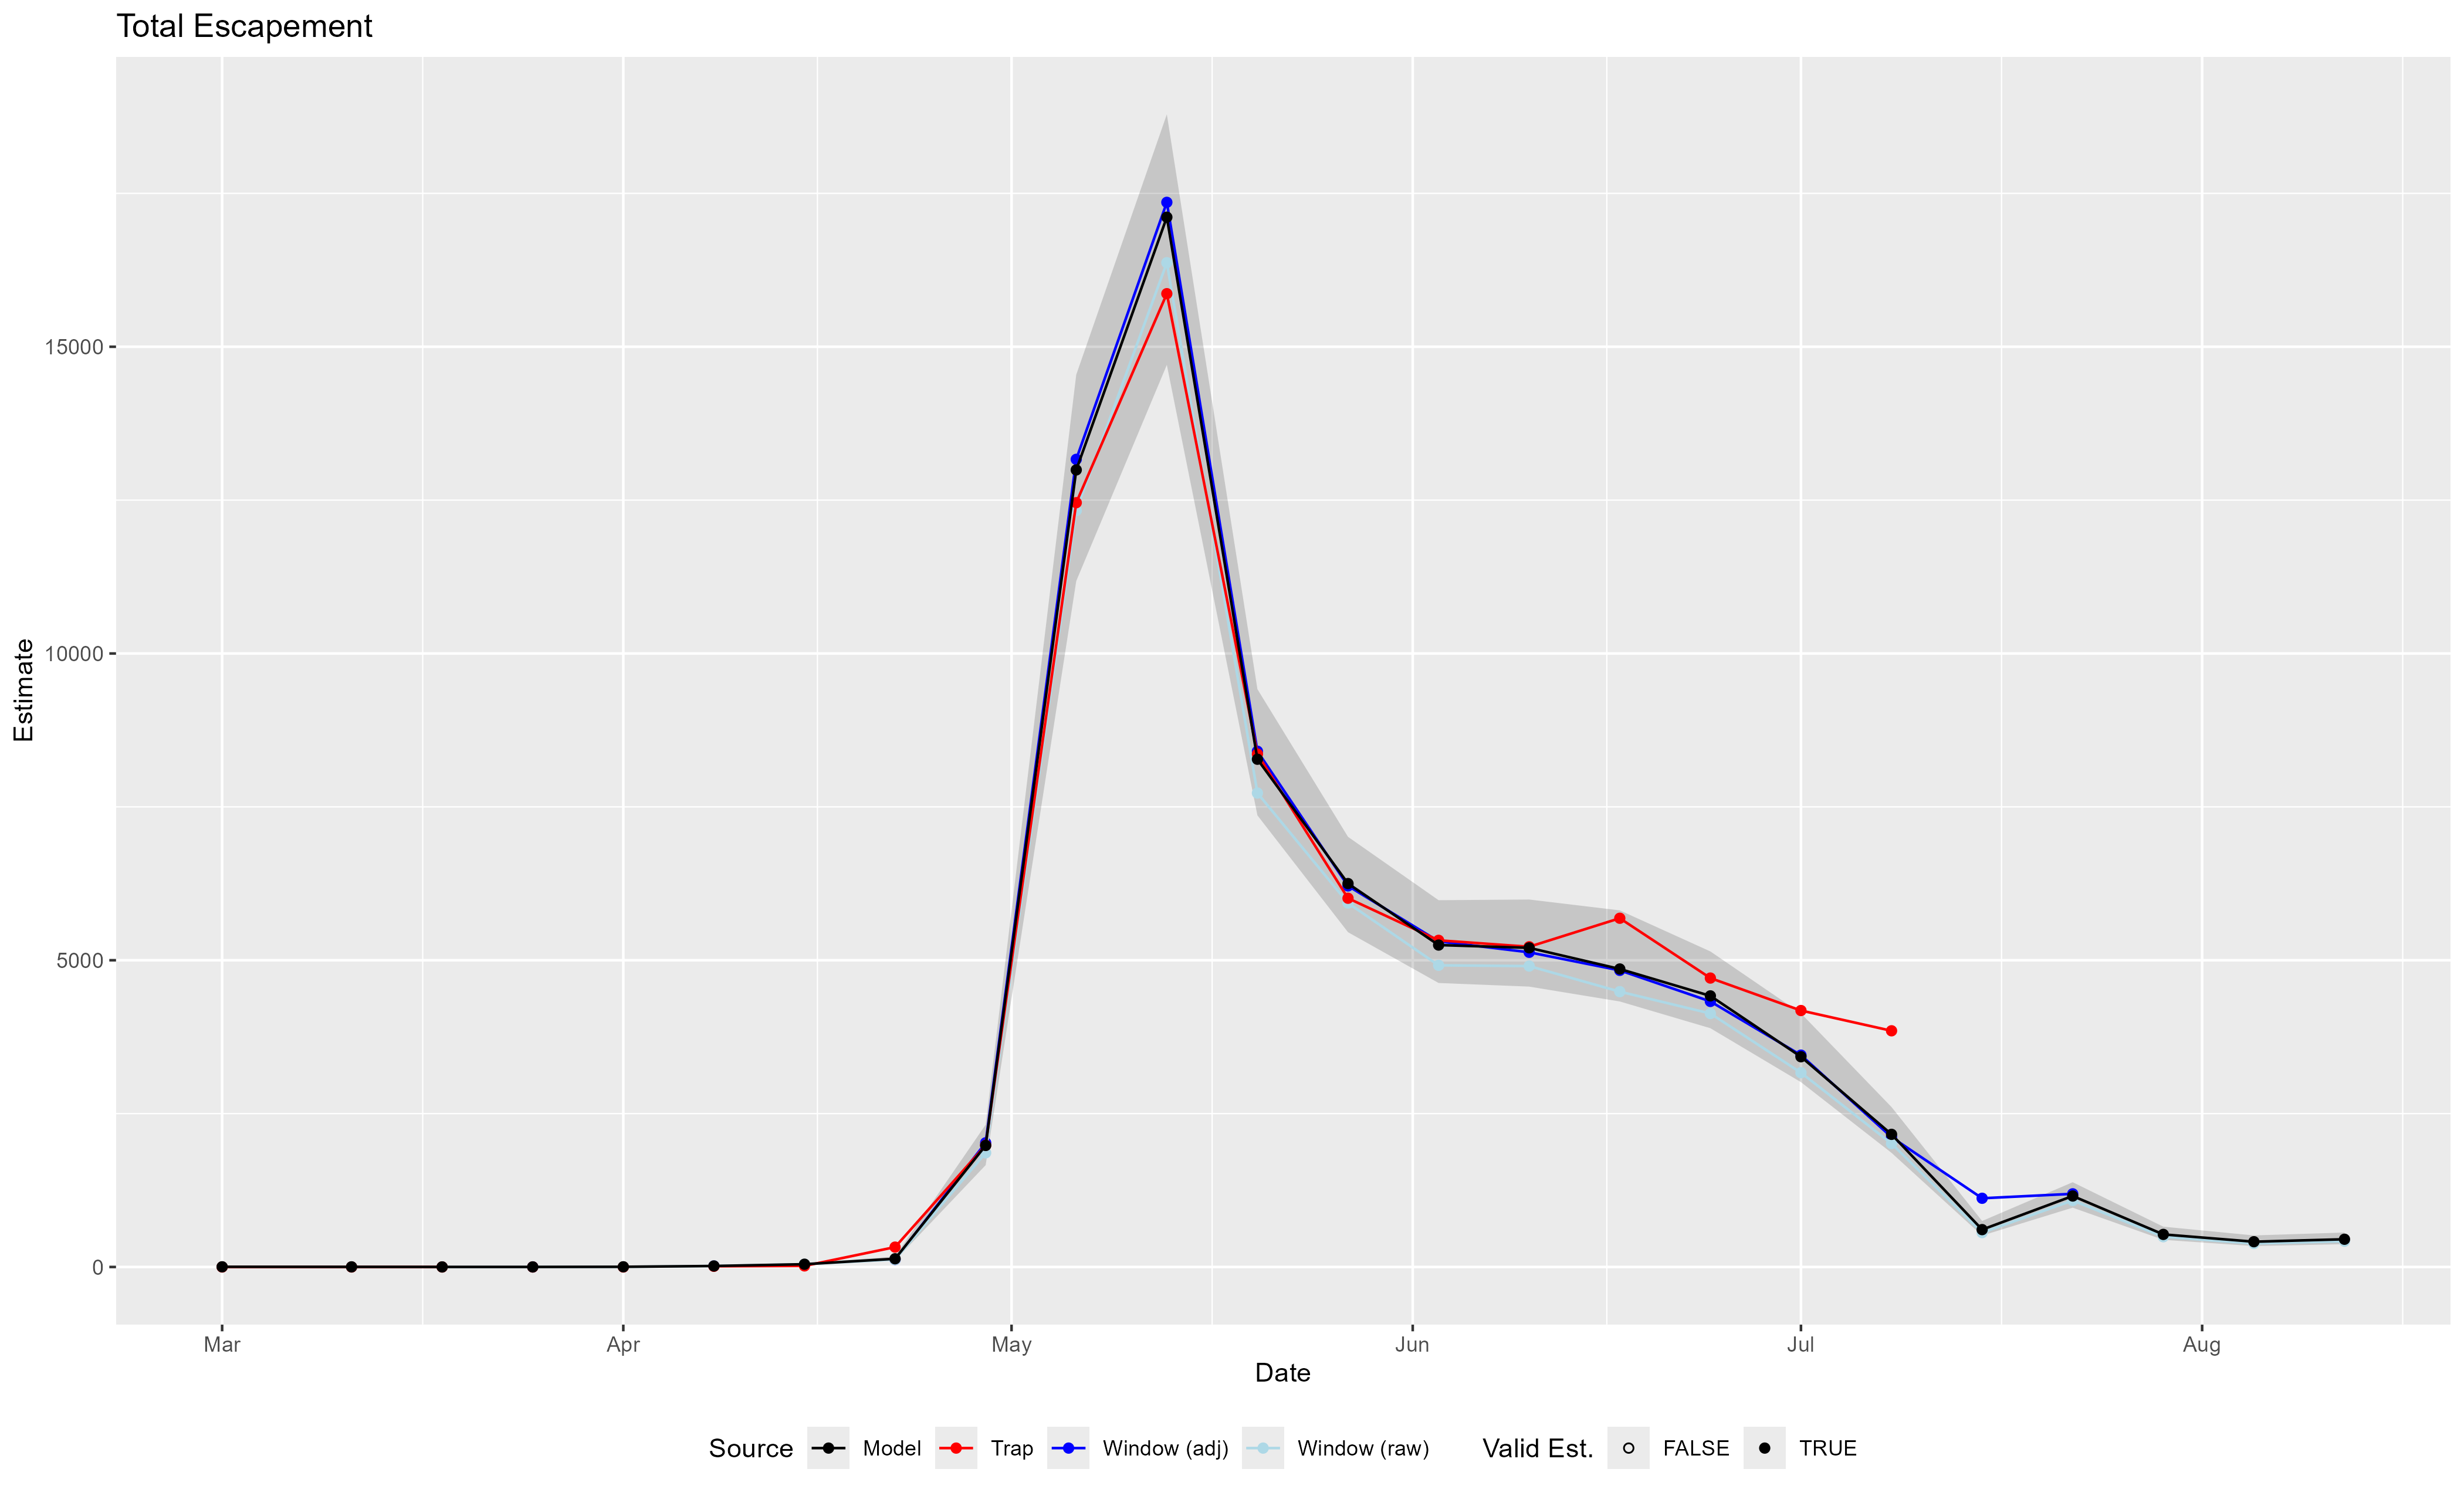 Total Escapement
15000
10000
5000
0
Estimate
Mar Apr May Jun Jul Aug
Date
Source Model Trap Window (adj) Window (raw) Valid Est. FALSE TRUE